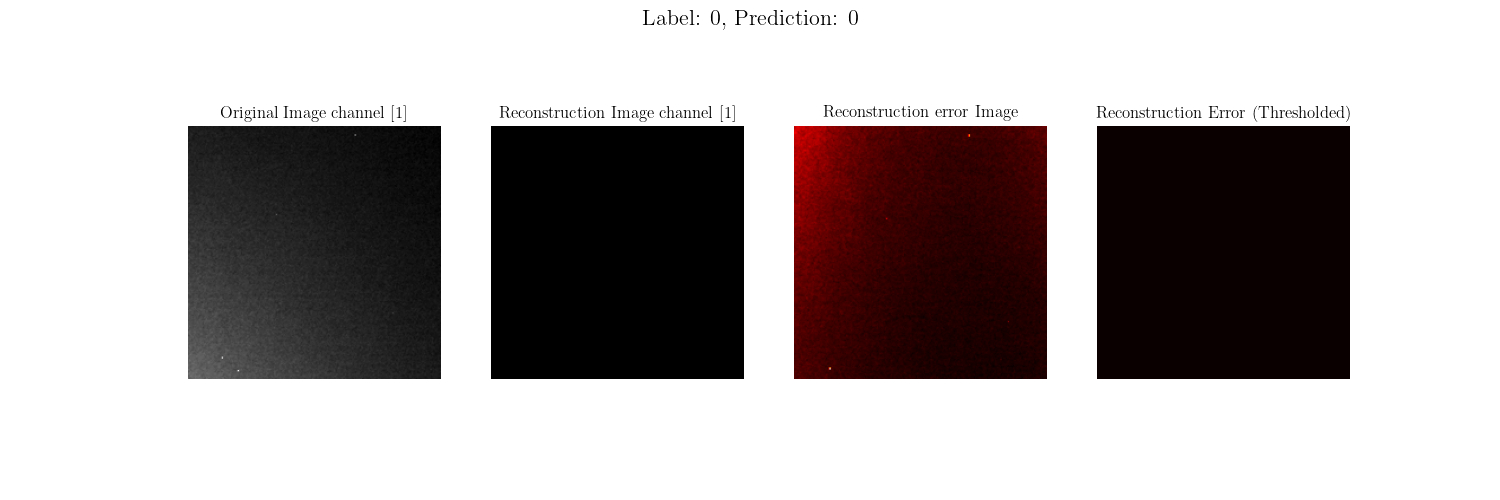 Label: 0, Prediction: 0
Original Image channel [1]
Reconstruction Image channel [1]
Reconstruction error Image
Reconstruction Error (Thresholded)